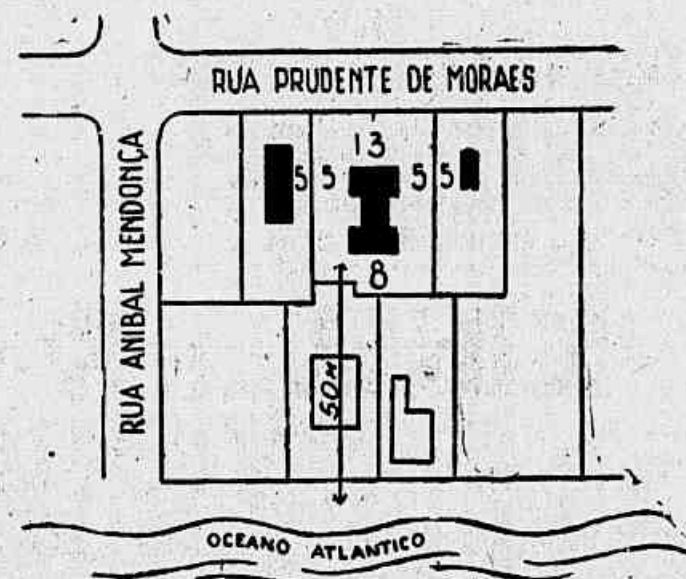 RUA PRUDENTE DE MORAES
RUA ANIBAL MENDONÇA
13
5 5 5 5
8
50M
OCEANO ATLANTICO